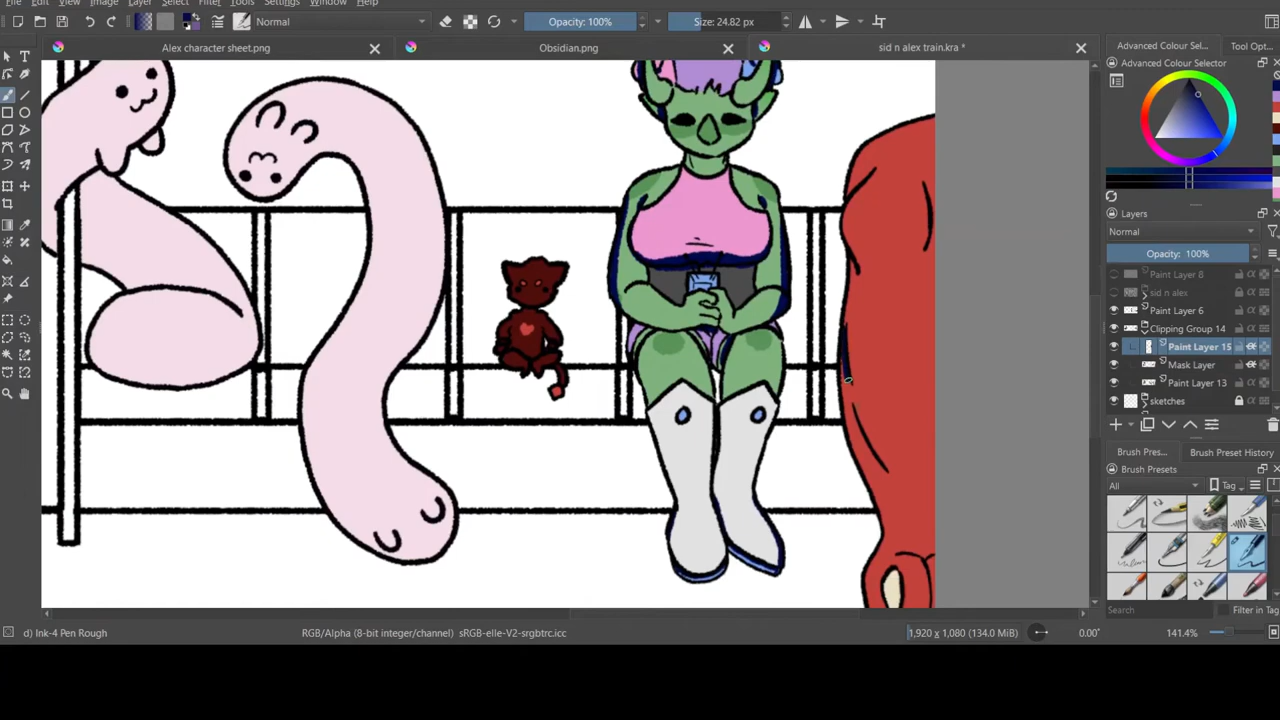 File Edit View Image Layer Select Filter Tools Settings Window Help
Normal Opacity: 100% Size: 24.82 px
Alex character sheet.png Obsidian.png sid n alex train.kra *
Advanced Colour Sel... Tool Opt...
Advanced Colour Selector
Layers
Normal
Opacity: 100%
Paint Layer 8
sid n alex
Paint Layer 6
Clipping Group 14
Paint Layer 15
Mask Layer
Paint Layer 13
sketches
Brush Pres... Brush Preset History
Brush Presets
All Tag
Search Filter in Tag
d) Ink-4 Pen Rough RGB/Alpha (8-bit integer/channel) sRGB-elle-V2-srgbtrc.icc 1,920 x 1,080 (134.0 MiB) 0.00° 141.4%